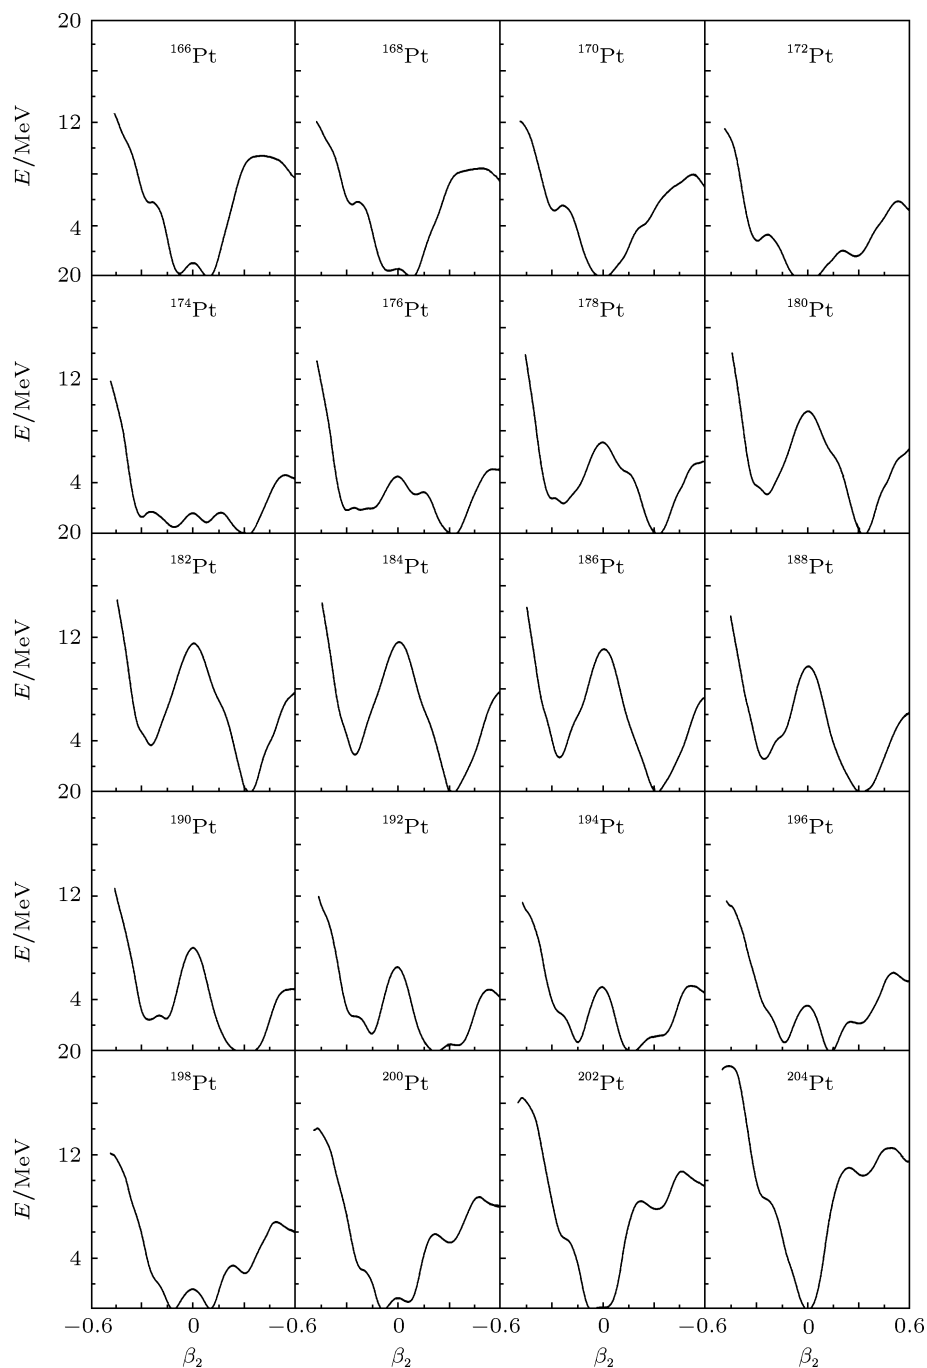 20
¹⁶⁶Pt ¹⁶⁸Pt ¹⁷⁰Pt ¹⁷²Pt
12
E/MeV
4
20
¹⁷⁴Pt ¹⁷⁶Pt ¹⁷⁸Pt ¹⁸⁰Pt
12
E/MeV
4
20
¹⁸²Pt ¹⁸⁴Pt ¹⁸⁶Pt ¹⁸⁸Pt
12
E/MeV
4
20
¹⁹⁰Pt ¹⁹²Pt ¹⁹⁴Pt ¹⁹⁶Pt
12
E/MeV
4
20
¹⁹⁸Pt ²⁰⁰Pt ²⁰²Pt ²⁰⁴Pt
12
E/MeV
4
−0.6 0 −0.6 0 −0.6 0 −0.6 0 0.6
β₂ β₂ β₂ β₂